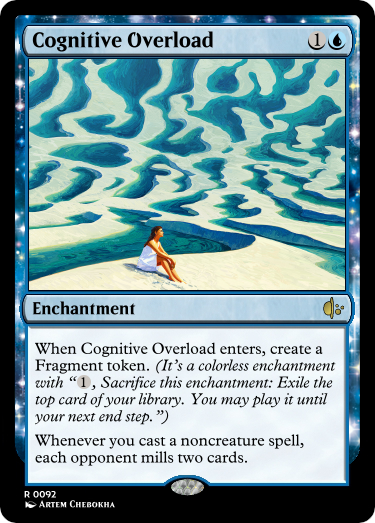 Cognitive Overload 1
Enchantment
When Cognitive Overload enters, create a
Fragment token. (It's a colorless enchantment
with “1, Sacrifice this enchantment: Exile the
top card of your library. You may play it until
your next end step.”)
Whenever you cast a noncreature spell,
each opponent mills two cards.
R 0092
Artem Chebokha